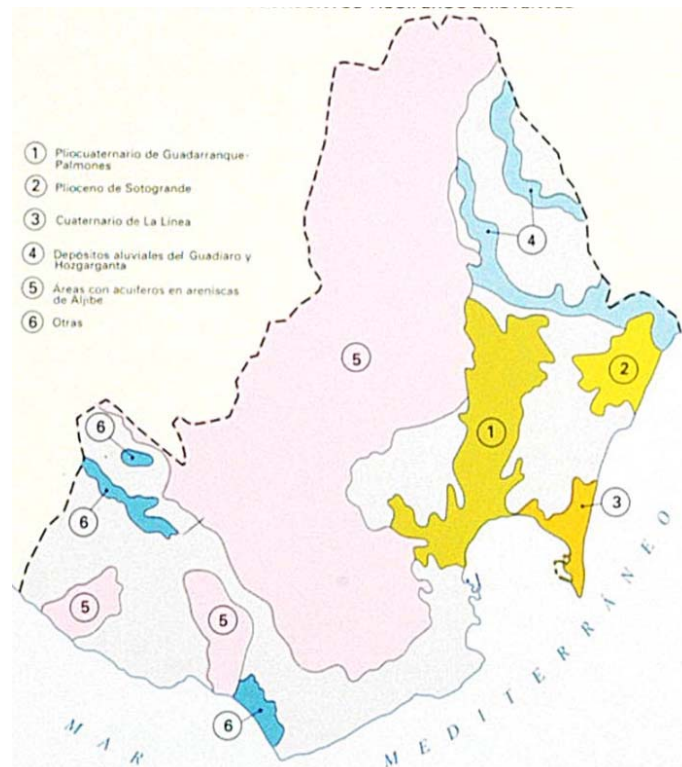 ① Pliocuaternario de Guadarranque-
Palmones
② Plioceno de Sotogrande
③ Cuaternario de La Línea
④ Depósitos aluviales del Guadiaro y
Hozgarganta
⑤ Áreas con acuíferos en areniscas
de Aljibe
⑥ Otras
4
2
5
1
6
3
6
5
5
6
MAR MEDITERRÁNEO